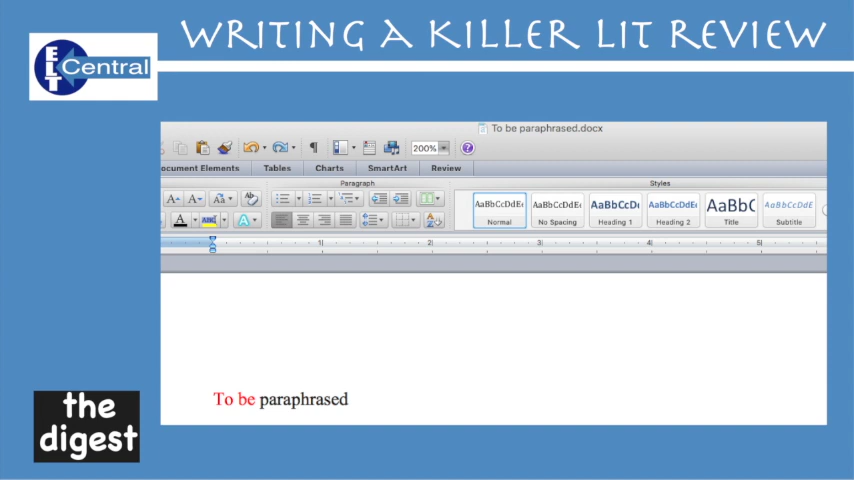 WRITING A KILLER LIT REVIEW
ELT Central
To be paraphrased.docx
200%
ocument Elements Tables Charts SmartArt Review
Paragraph Styles
AaBbCcDdEe AaBbCcDdEe AaBbCcDc AaBbCcDdEe AaBbC AaBbCcDdE
Normal No Spacing Heading 1 Heading 2 Title Subtitle
1 2 3 4 5
To be paraphrased
the
digest